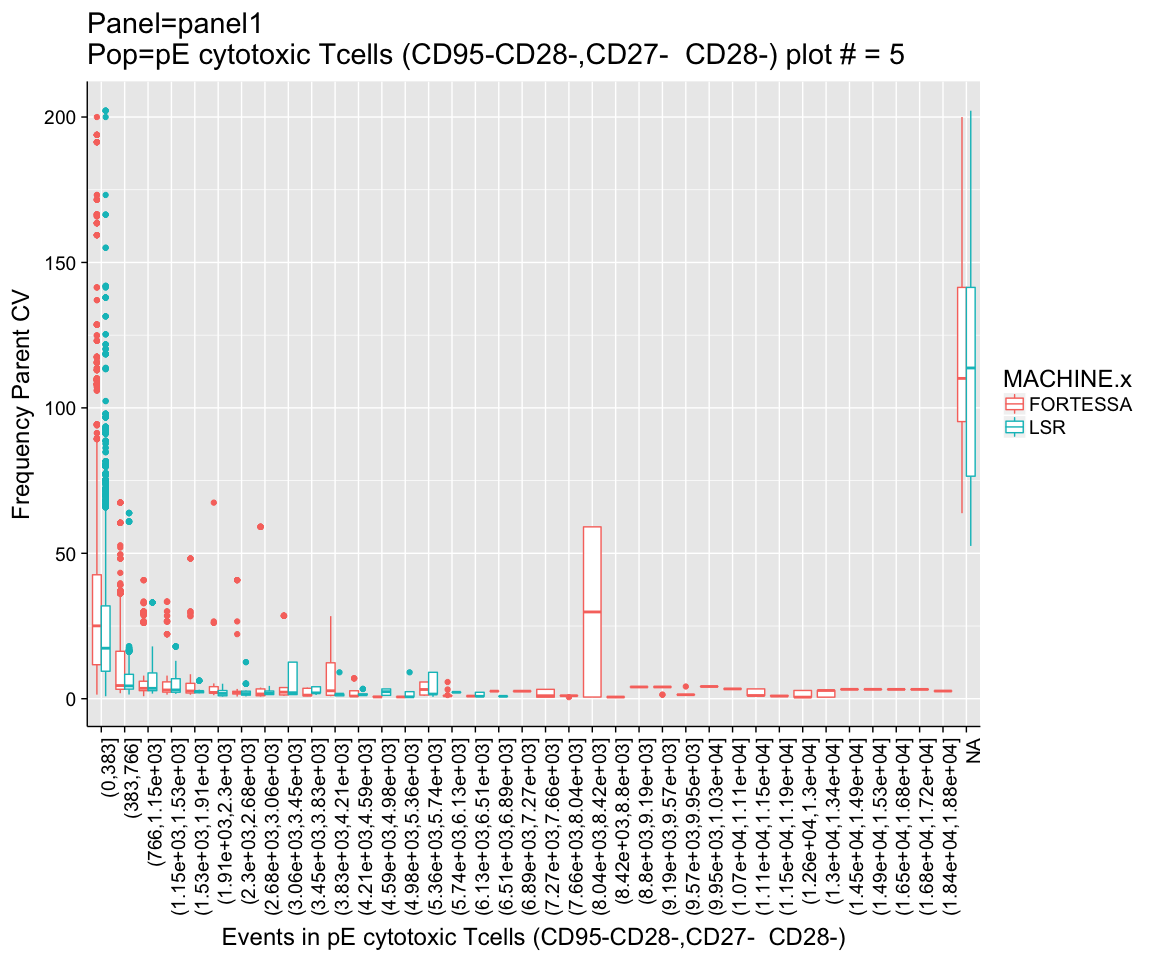 Panel=panel1
Pop=pE cytotoxic Tcells (CD95-CD28-,CD27-  CD28-) plot # = 5
Frequency Parent CV
200
150
100
50
0
(0,383]
(383,766]
(766,1.15e+03]
(1.15e+03,1.53e+03]
(1.53e+03,1.91e+03]
(1.91e+03,2.3e+03]
(2.3e+03,2.68e+03]
(2.68e+03,3.06e+03]
(3.06e+03,3.45e+03]
(3.45e+03,3.83e+03]
(3.83e+03,4.21e+03]
(4.21e+03,4.59e+03]
(4.59e+03,4.98e+03]
(4.98e+03,5.36e+03]
(5.36e+03,5.74e+03]
(5.74e+03,6.13e+03]
(6.13e+03,6.51e+03]
(6.51e+03,6.89e+03]
(6.89e+03,7.27e+03]
(7.27e+03,7.66e+03]
(7.66e+03,8.04e+03]
(8.04e+03,8.42e+03]
(8.42e+03,8.8e+03]
(8.8e+03,9.19e+03]
(9.19e+03,9.57e+03]
(9.57e+03,9.95e+03]
(9.95e+03,1.03e+04]
(1.07e+04,1.11e+04]
(1.11e+04,1.15e+04]
(1.15e+04,1.19e+04]
(1.26e+04,1.3e+04]
(1.3e+04,1.34e+04]
(1.45e+04,1.49e+04]
(1.49e+04,1.53e+04]
(1.65e+04,1.68e+04]
(1.68e+04,1.72e+04]
(1.84e+04,1.88e+04]
NA
Events in pE cytotoxic Tcells (CD95-CD28-,CD27-  CD28-)
MACHINE.x
FORTESSA
LSR